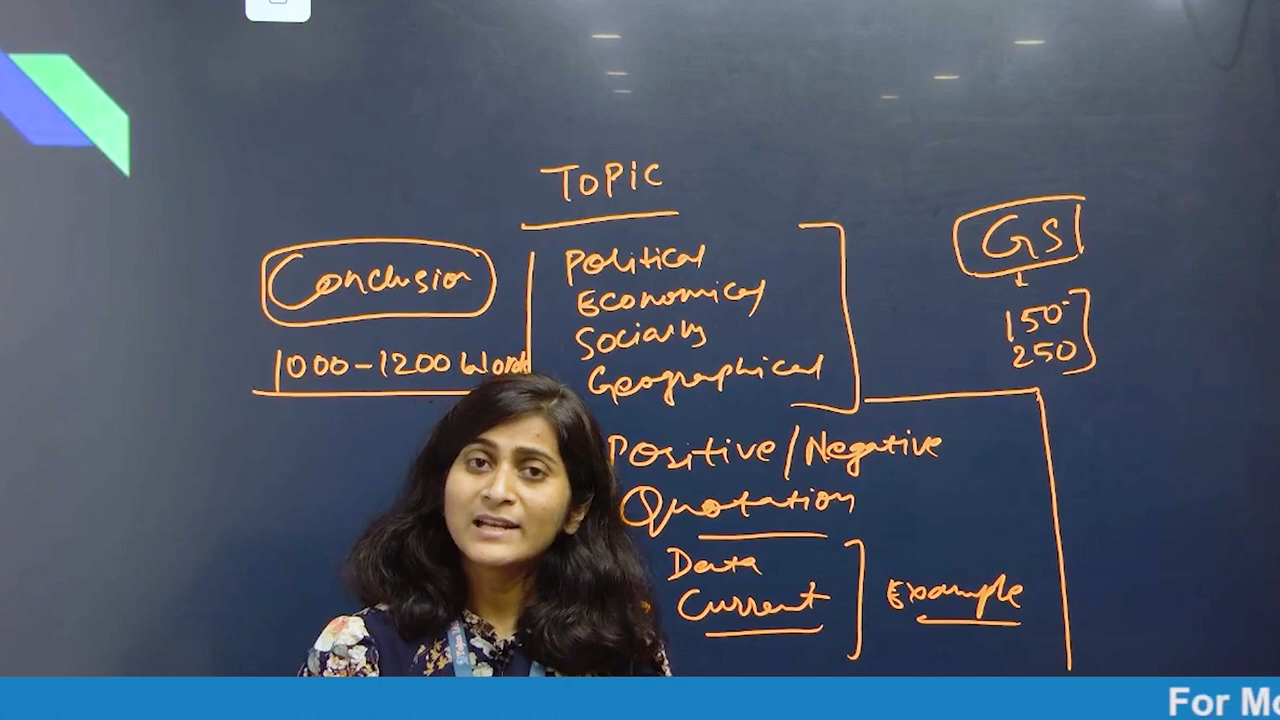 TOPIC
Conclusion
1000-1200 Words
Political
Economical
Socially
Geographical
GS
150
250
Positive/Negative
Quotation
Data
Current
Example
For Mo